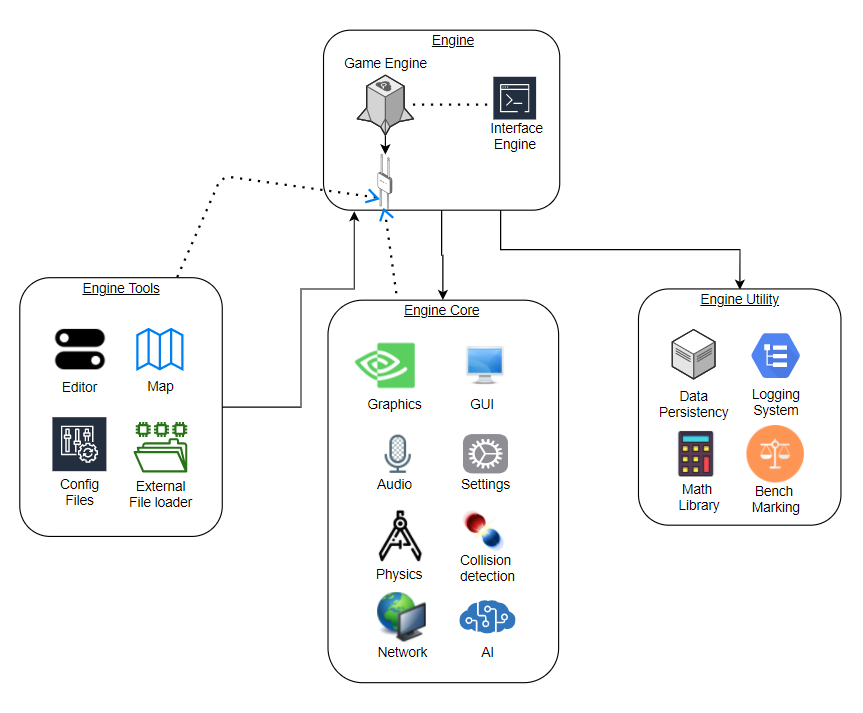 Engine
Game Engine
Interface
Engine
Engine Tools
Editor
Map
Config
Files
External
File loader
Engine Core
Graphics
GUI
Audio
Settings
Physics
Collision
detection
Network
AI
Engine Utility
Data
Persistency
Logging
System
Math
Library
Bench
Marking